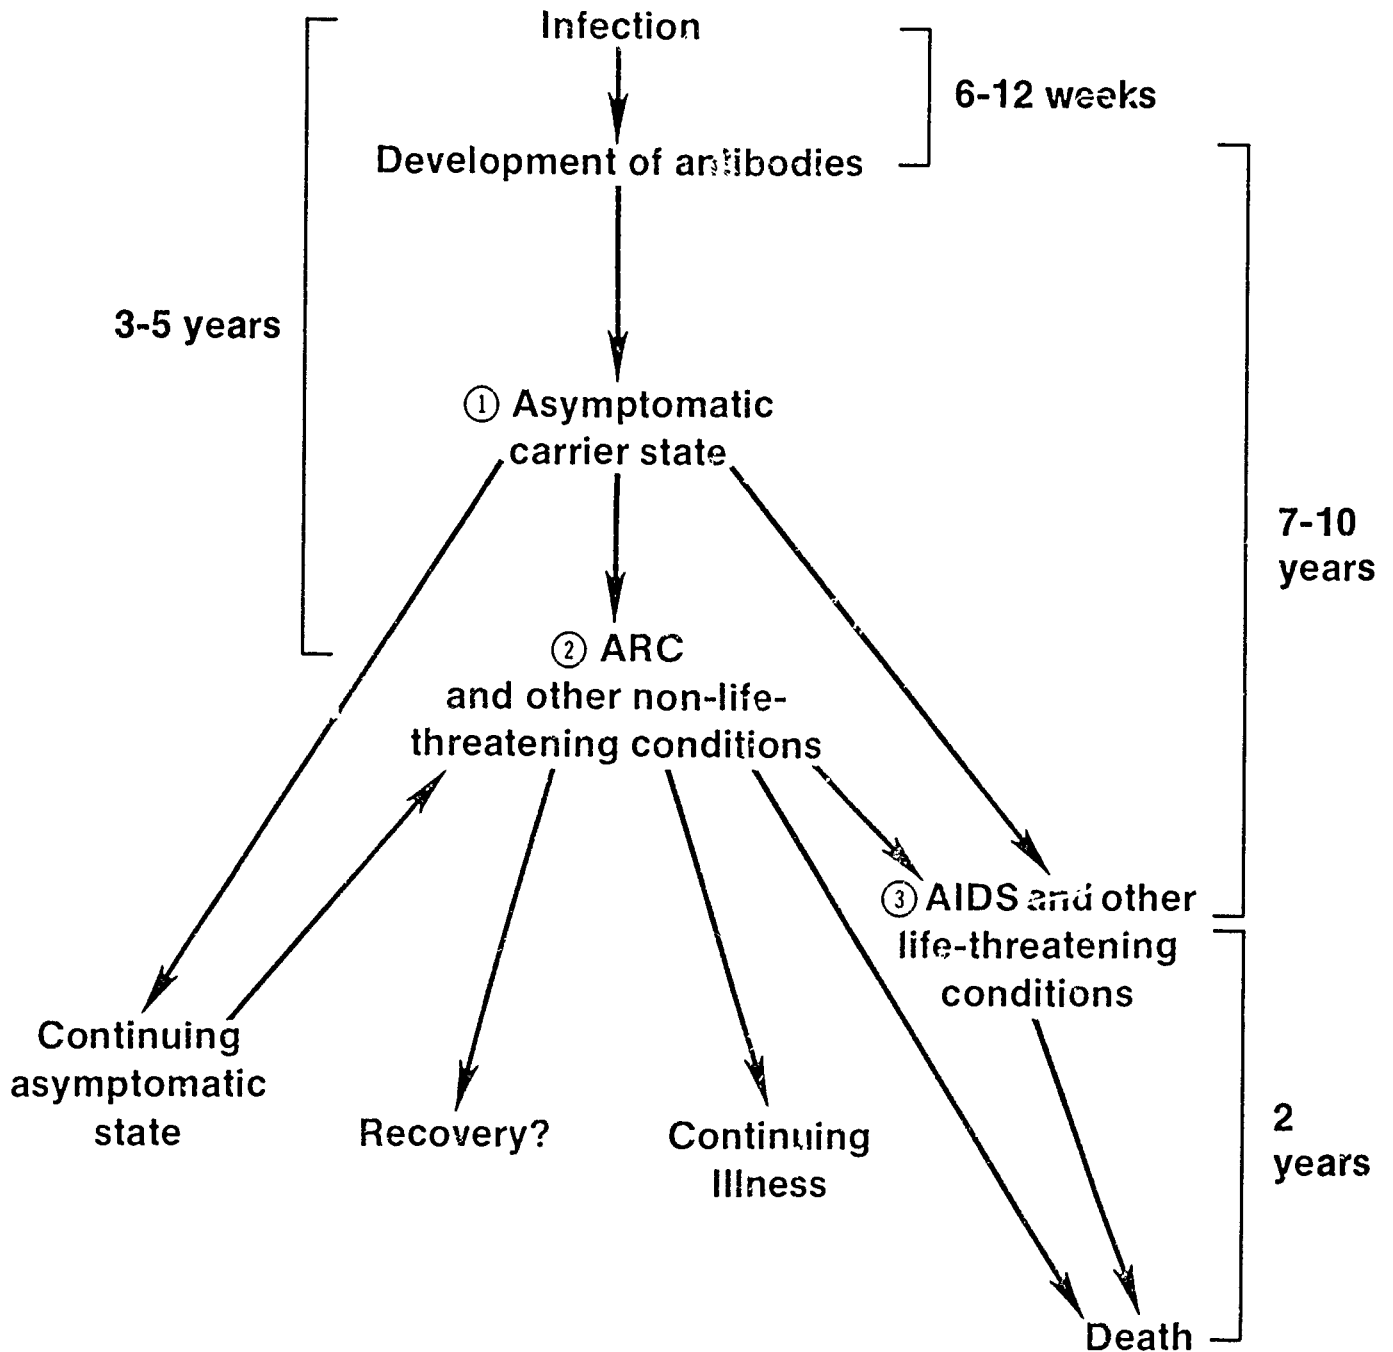 Infection
6-12 weeks
Development of antibodies
3-5 years
① Asymptomatic
carrier state
7-10
years
② ARC
and other non-life-
threatening conditions
③ AIDS and other
life-threatening
conditions
Continuing
asymptomatic
state
Recovery?
Continuing
Illness
2
years
Death